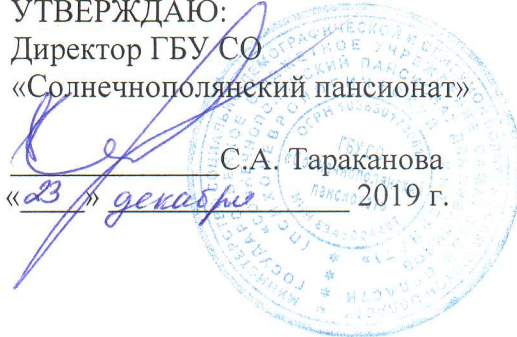 УТВЕРЖДАЮ:
Директор ГБУ СО
«Солнечнополянский пансионат»
С.А. Тараканова
«23» декабря 2019 г.